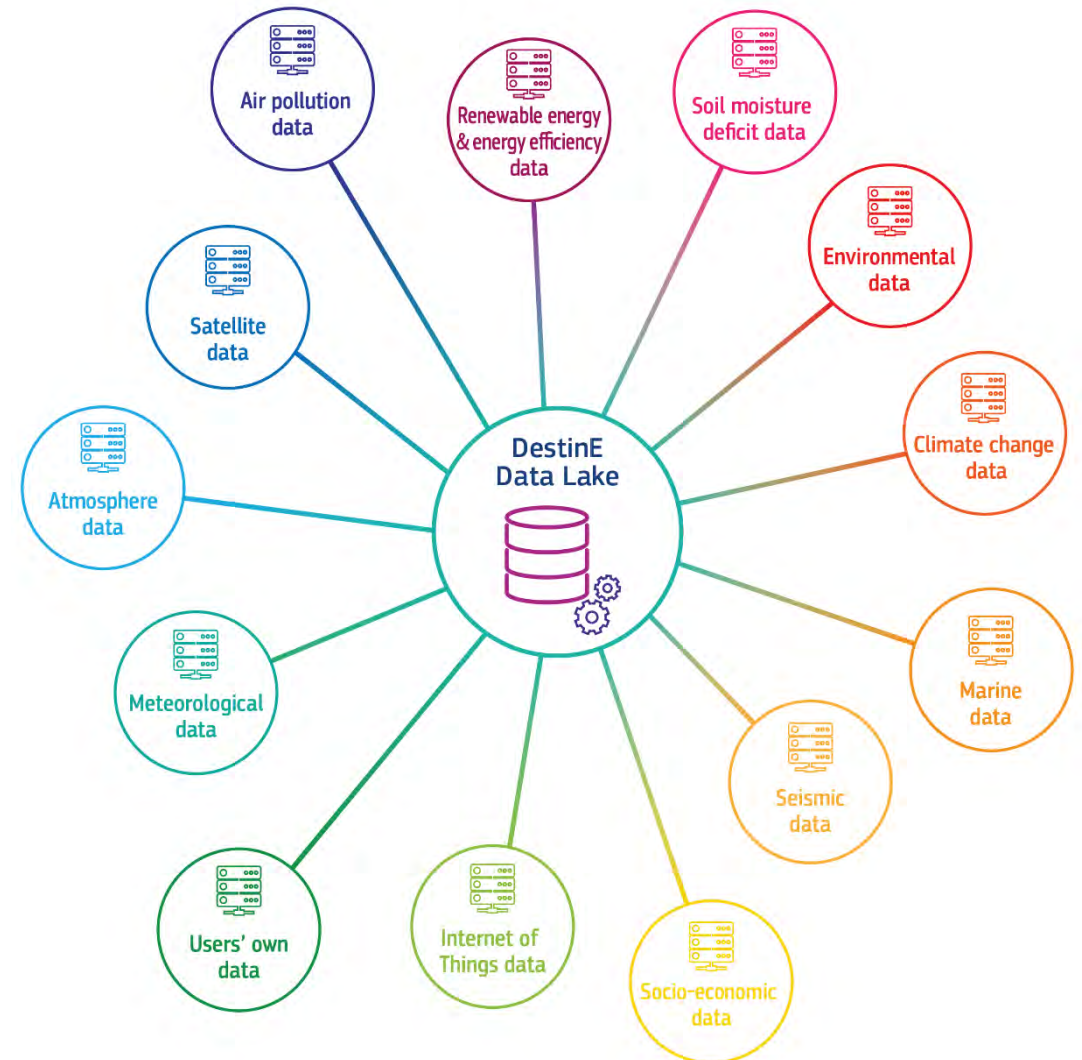 Air pollution
data
Renewable energy
& energy efficiency
data
Soil moisture
deficit data
Environmental
data
Satellite
data
Climate change
data
DestinE
Data Lake
Atmosphere
data
Marine
data
Meteorological
data
Seismic
data
Users' own
data
Internet of
Things data
Socio-economic
data